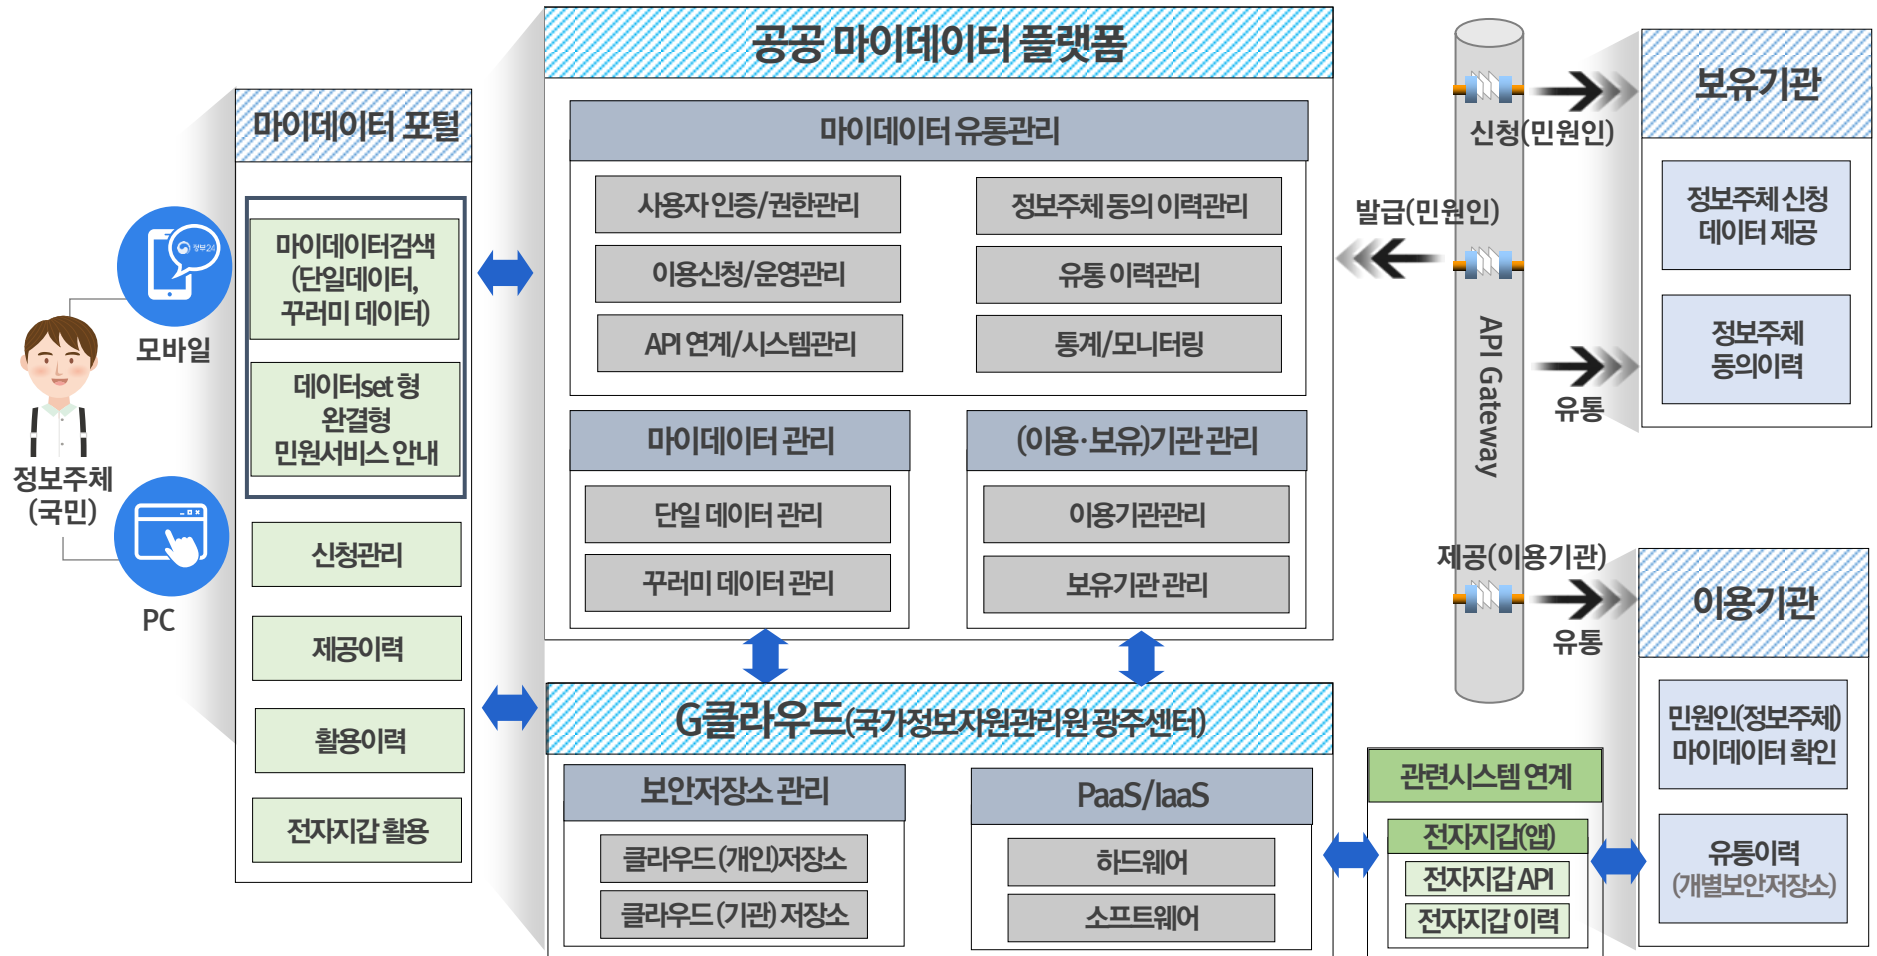 공공 마이데이터 플랫폼
마이데이터 포털
마이데이터검색
(단일데이터,
꾸러미 데이터)
데이터set 형
완결형
민원서비스 안내
신청관리
제공이력
활용이력
전자지갑 활용
정보24
모바일
정보주체
(국민)
PC
마이데이터 유통관리
사용자 인증/권한관리
정보주체 동의 이력관리
이용신청/운영관리
유통 이력관리
API 연계/시스템관리
통계/모니터링
마이데이터 관리
단일 데이터 관리
꾸러미 데이터 관리
(이용·보유)기관 관리
이용기관관리
보유기관 관리
G클라우드(국가정보자원관리원 광주센터)
보안저장소 관리
클라우드 (개인)저장소
클라우드 (기관) 저장소
PaaS/IaaS
하드웨어
소프트웨어
API Gateway
신청(민원인)
발급(민원인)
유통
제공(이용기관)
유통
보유기관
정보주체 신청
데이터 제공
정보주체
동의이력
이용기관
민원인(정보주체)
마이데이터 확인
유통이력
(개별보안저장소)
관련시스템 연계
전자지갑(앱)
전자지갑 API
전자지갑 이력